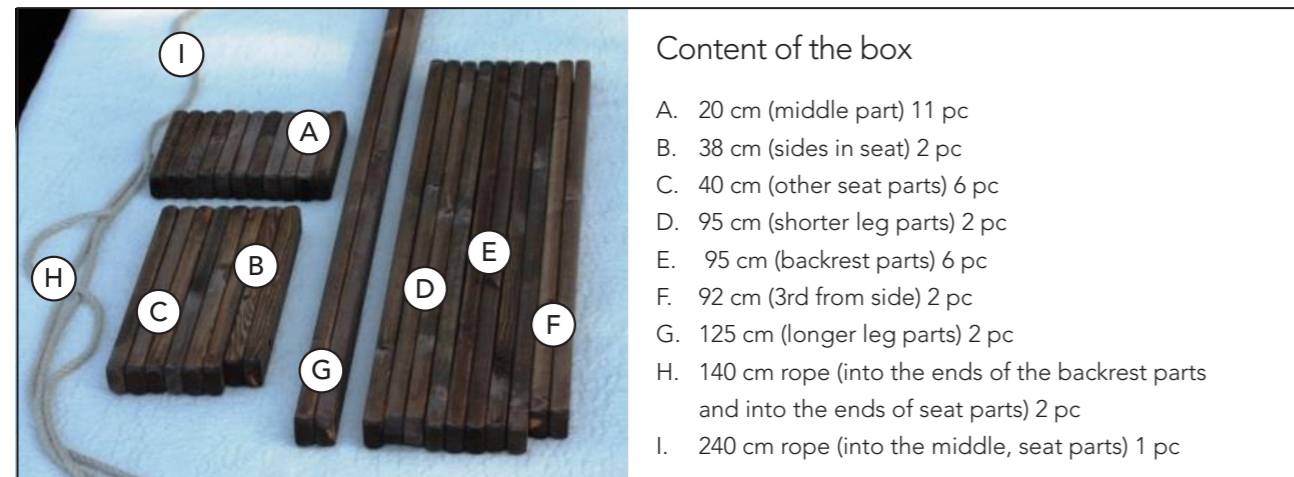 I
A
H
B
C
D
E
F
G
Content of the box
A. 20 cm (middle part) 11 pc
B. 38 cm (sides in seat) 2 pc
C. 40 cm (other seat parts) 6 pc
D. 95 cm (shorter leg parts) 2 pc
E. 95 cm (backrest parts) 6 pc
F. 92 cm (3rd from side) 2 pc
G. 125 cm (longer leg parts) 2 pc
H. 140 cm rope (into the ends of the backrest parts
and into the ends of seat parts) 2 pc
I. 240 cm rope (into the middle, seat parts) 1 pc